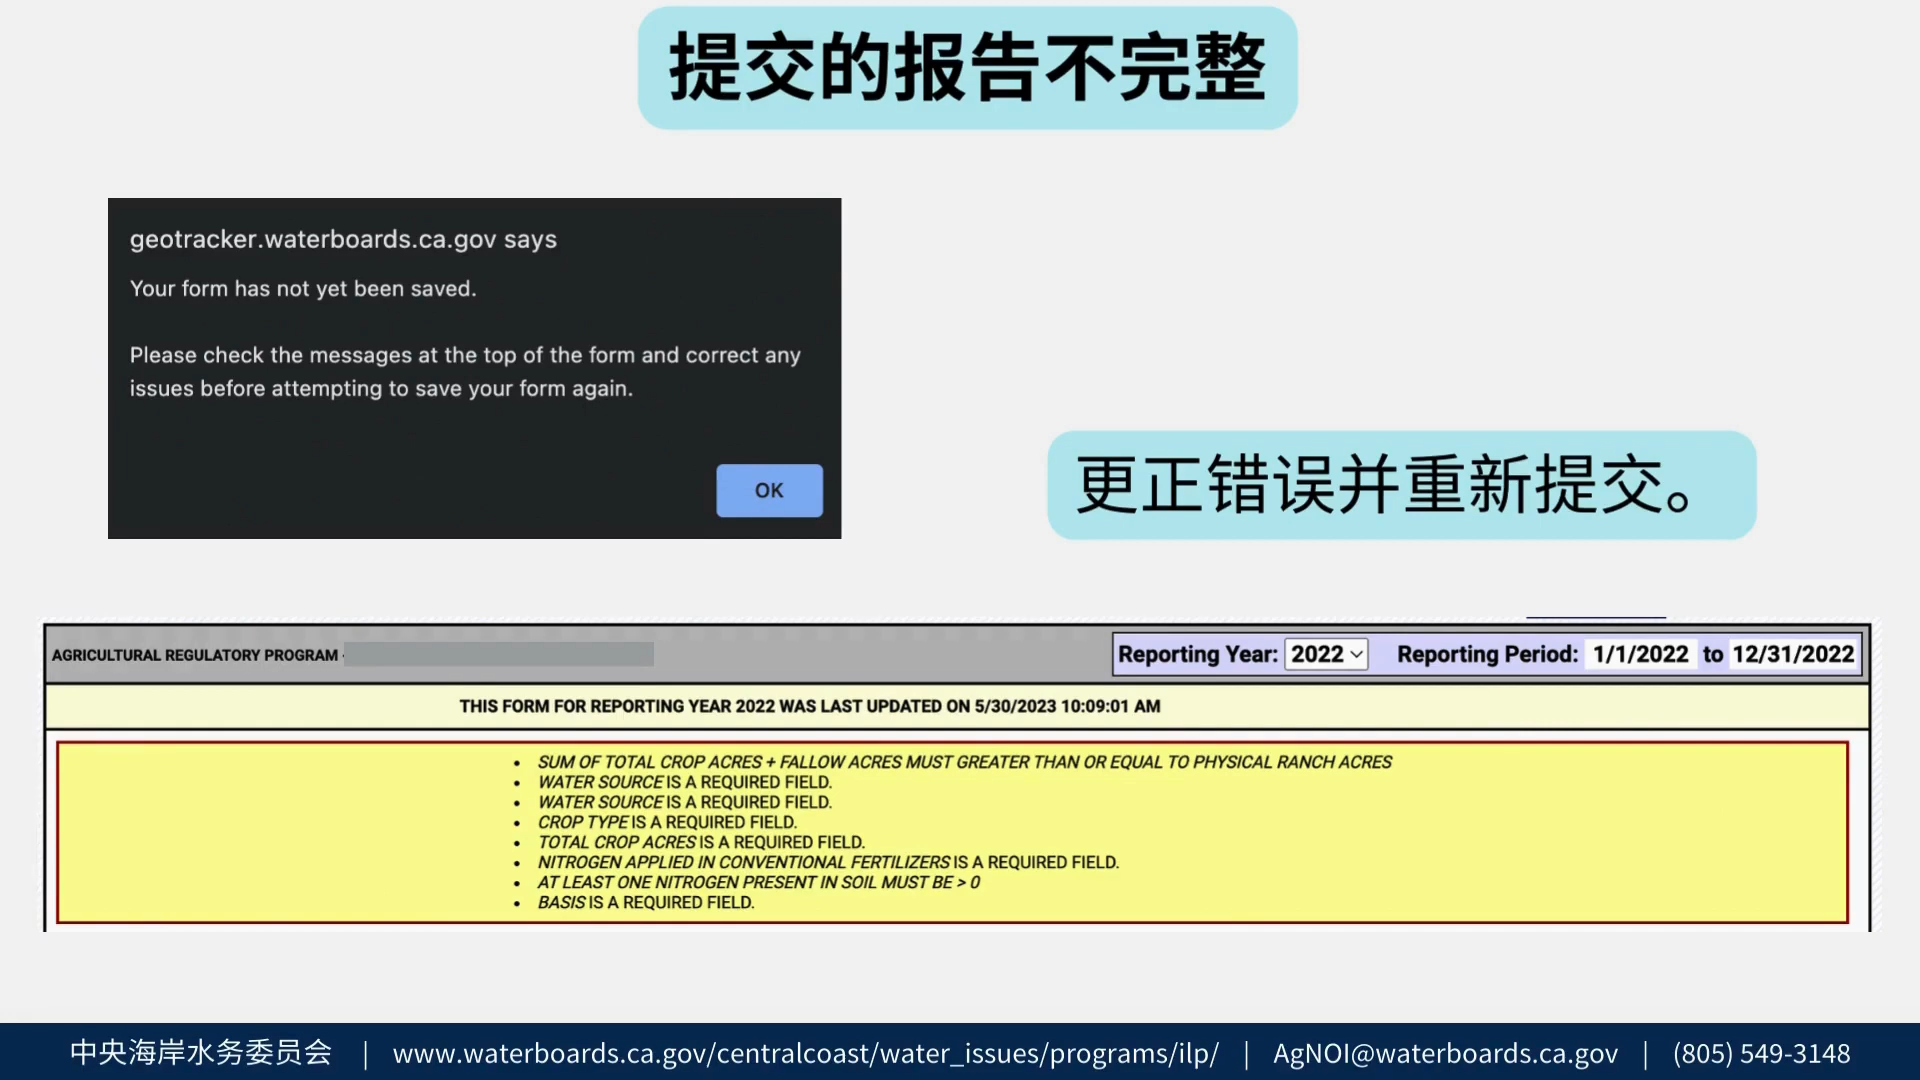 提交的报告不完整
geotracker.waterboards.ca.gov says
Your form has not yet been saved.
Please check the messages at the top of the form and correct any
issues before attempting to save your form again.
OK
更正错误并重新提交。
AGRICULTURAL REGULATORY PROGRAM -
Reporting Year: 2022 Reporting Period: 1/1/2022 to 12/31/2022
THIS FORM FOR REPORTING YEAR 2022 WAS LAST UPDATED ON 5/30/2023 10:09:01 AM
• SUM OF TOTAL CROP ACRES + FALLOW ACRES MUST GREATER THAN OR EQUAL TO PHYSICAL RANCH ACRES
• WATER SOURCE IS A REQUIRED FIELD.
• WATER SOURCE IS A REQUIRED FIELD.
• CROP TYPE IS A REQUIRED FIELD.
• TOTAL CROP ACRES IS A REQUIRED FIELD.
• NITROGEN APPLIED IN CONVENTIONAL FERTILIZERS IS A REQUIRED FIELD.
• AT LEAST ONE NITROGEN PRESENT IN SOIL MUST BE > 0
• BASIS IS A REQUIRED FIELD.
中央海岸水务委员会 | www.waterboards.ca.gov/centralcoast/water_issues/programs/ilp/ | AgNOI@waterboards.ca.gov | (805) 549-3148